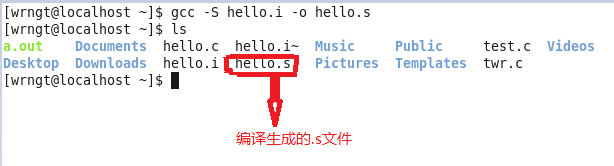 [wrngt@localhost ~]$ gcc -S hello.i -o hello.s
[wrngt@localhost ~]$ ls
a.out Documents hello.c hello.i~ Music Public test.c Videos
Desktop Downloads hello.i hello.s Pictures Templates twr.c
[wrngt@localhost ~]$
编译生成的.s文件